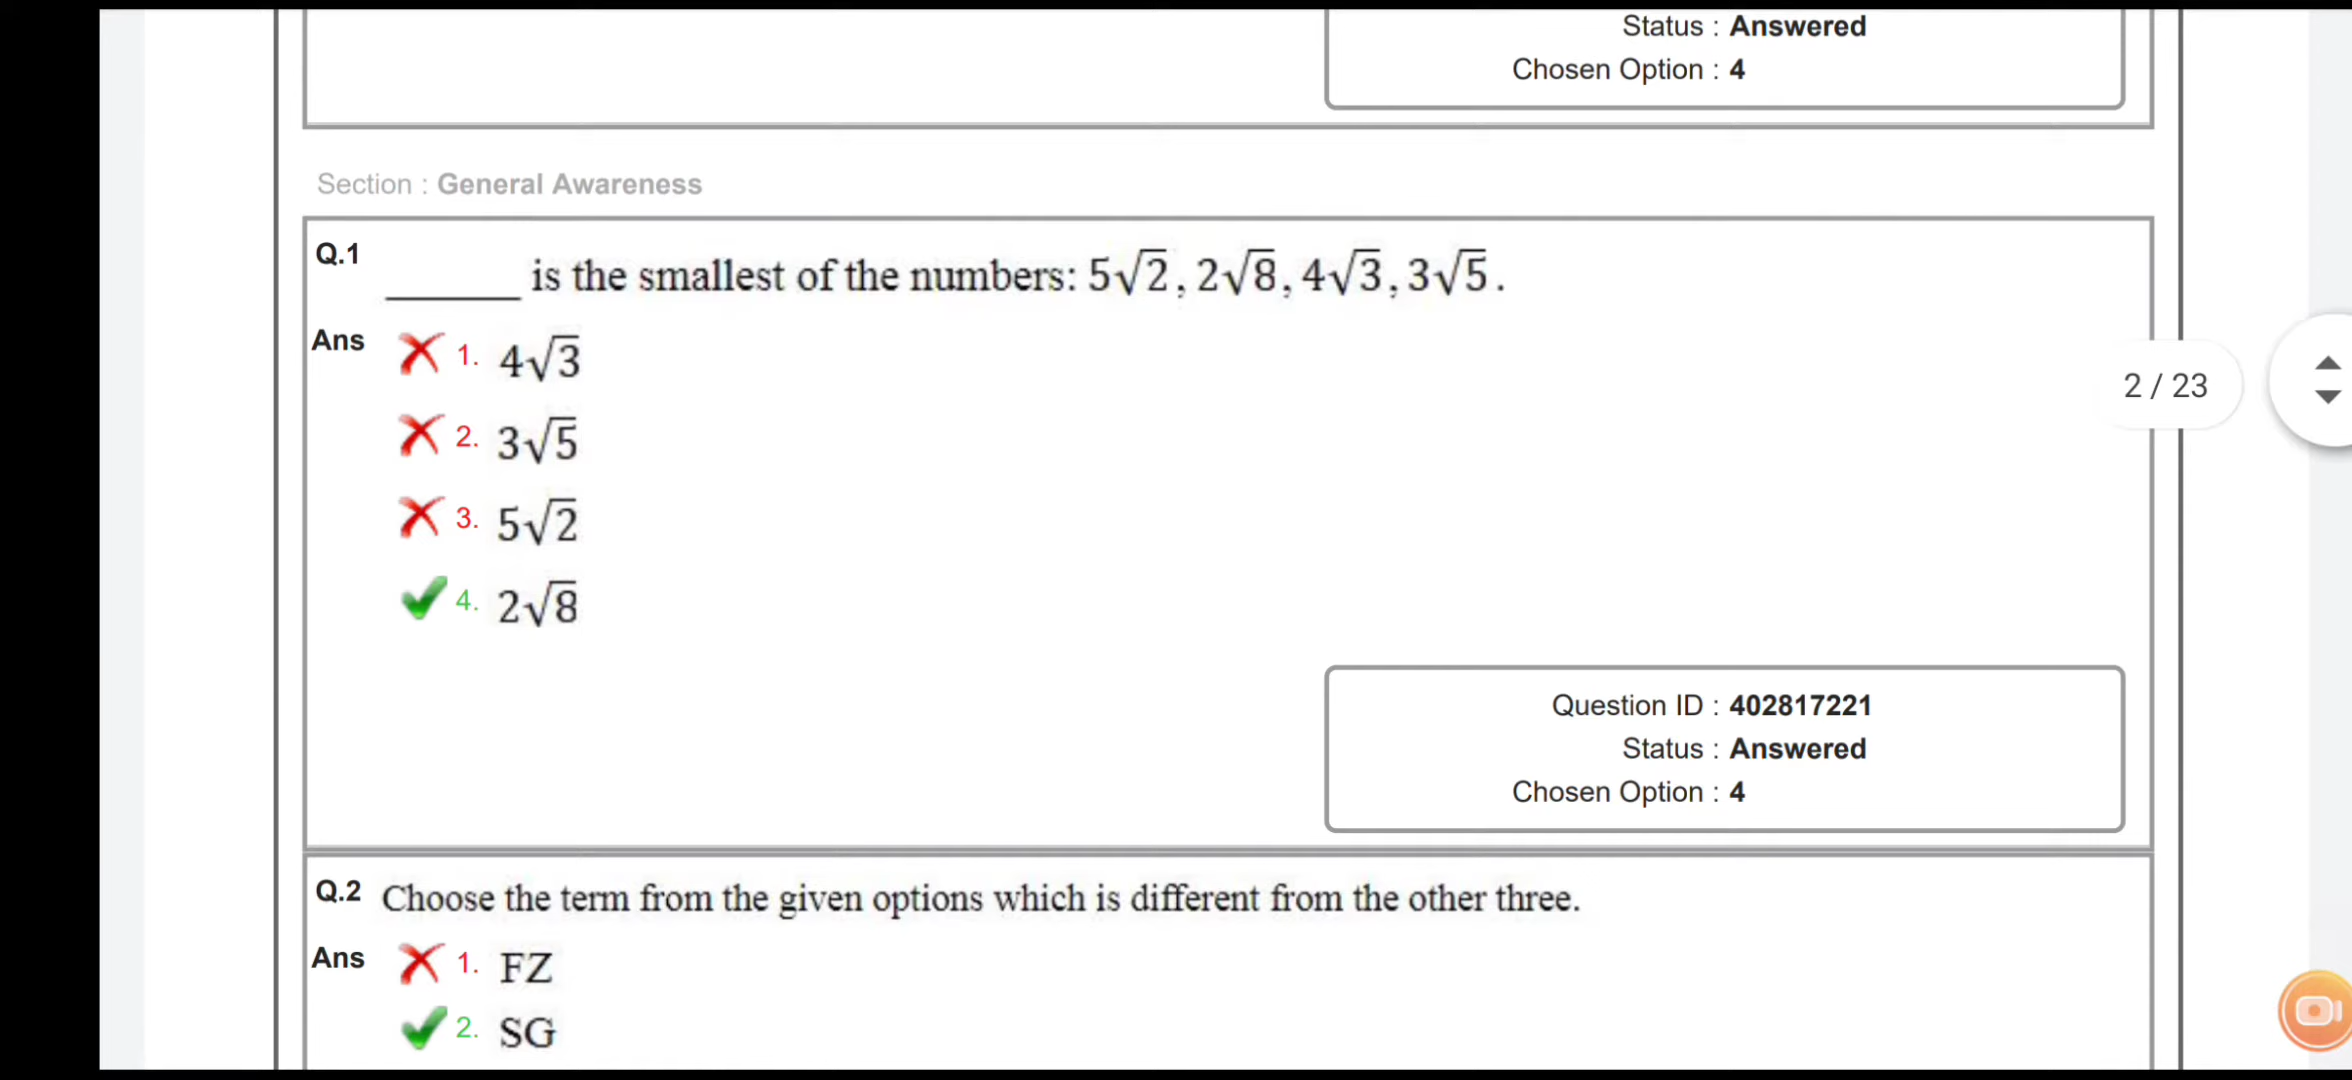 Status : Answered
Chosen Option : 4
Section : General Awareness
Q.1 ______ is the smallest of the numbers: 5√2, 2√8, 4√3, 3√5.
Ans 1. 4√3
2. 3√5
3. 5√2
4. 2√8
2 / 23
Question ID : 402817221
Status : Answered
Chosen Option : 4
Q.2 Choose the term from the given options which is different from the other three.
Ans 1. FZ
2. SG